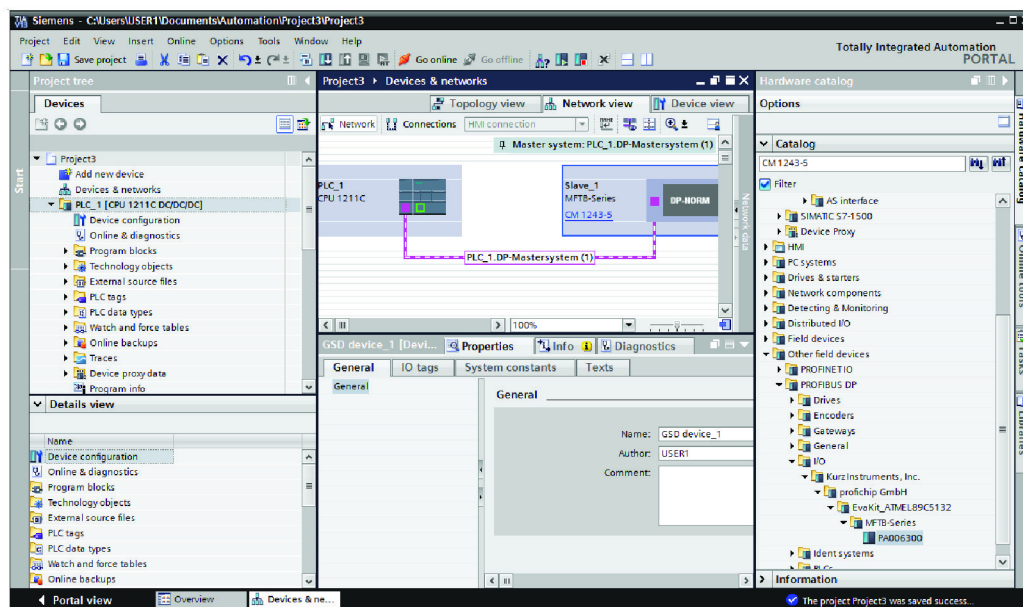 Siemens - C:\Users\USER1\Documents\Automation\Project3\Project3
Project Edit View Insert Online Options Tools Window Help
Totally Integrated Automation
PORTAL
Save project Go online Go offline
Project tree
Devices
Start
Project3
Add new device
Devices & networks
PLC_1 [CPU 1211C DC/DC/DC]
Device configuration
Online & diagnostics
Program blocks
Technology objects
External source files
PLC tags
PLC data types
Watch and force tables
Online backups
Traces
Device proxy data
Program info
Details view
Name
Device configuration
Online & diagnostics
Program blocks
Technology objects
External source files
PLC tags
PLC data types
Watch and force tables
Online backups
Project3 Devices & networks
Topology view Network view Device view
Network Connections HMI connection
Master system: PLC_1.DP-Mastersystem (1)
PLC_1
CPU 1211C
Slave_1
MFTB-Series
CM 1243-5
DP-NORM
PLC_1.DP-Mastersystem (1)
Network data
100%
GSD device_1 [Devi... Properties Info Diagnostics
General IO tags System constants Texts
General
General
Name: GSD device_1
Author: USER1
Comment:
Hardware catalog
Options
Catalog
CM 1243-5
Filter
AS interface
SIMATIC S7-1500
Device Proxy
HMI
PC systems
Drives & starters
Network components
Detecting & Monitoring
Distributed I/O
Field devices
Other field devices
PROFINET IO
PROFIBUS DP
Drives
Encoders
Gateways
General
I/O
Kurz Instruments, Inc.
profichip GmbH
EvaKit_ATMEL89C5132
MFTB-Series
PA006300
Ident systems
PLCs
Information
Hardware catalog
Online tools
Tasks
Libraries
Portal view Overview Devices & ne...
The project Project3 was saved success...